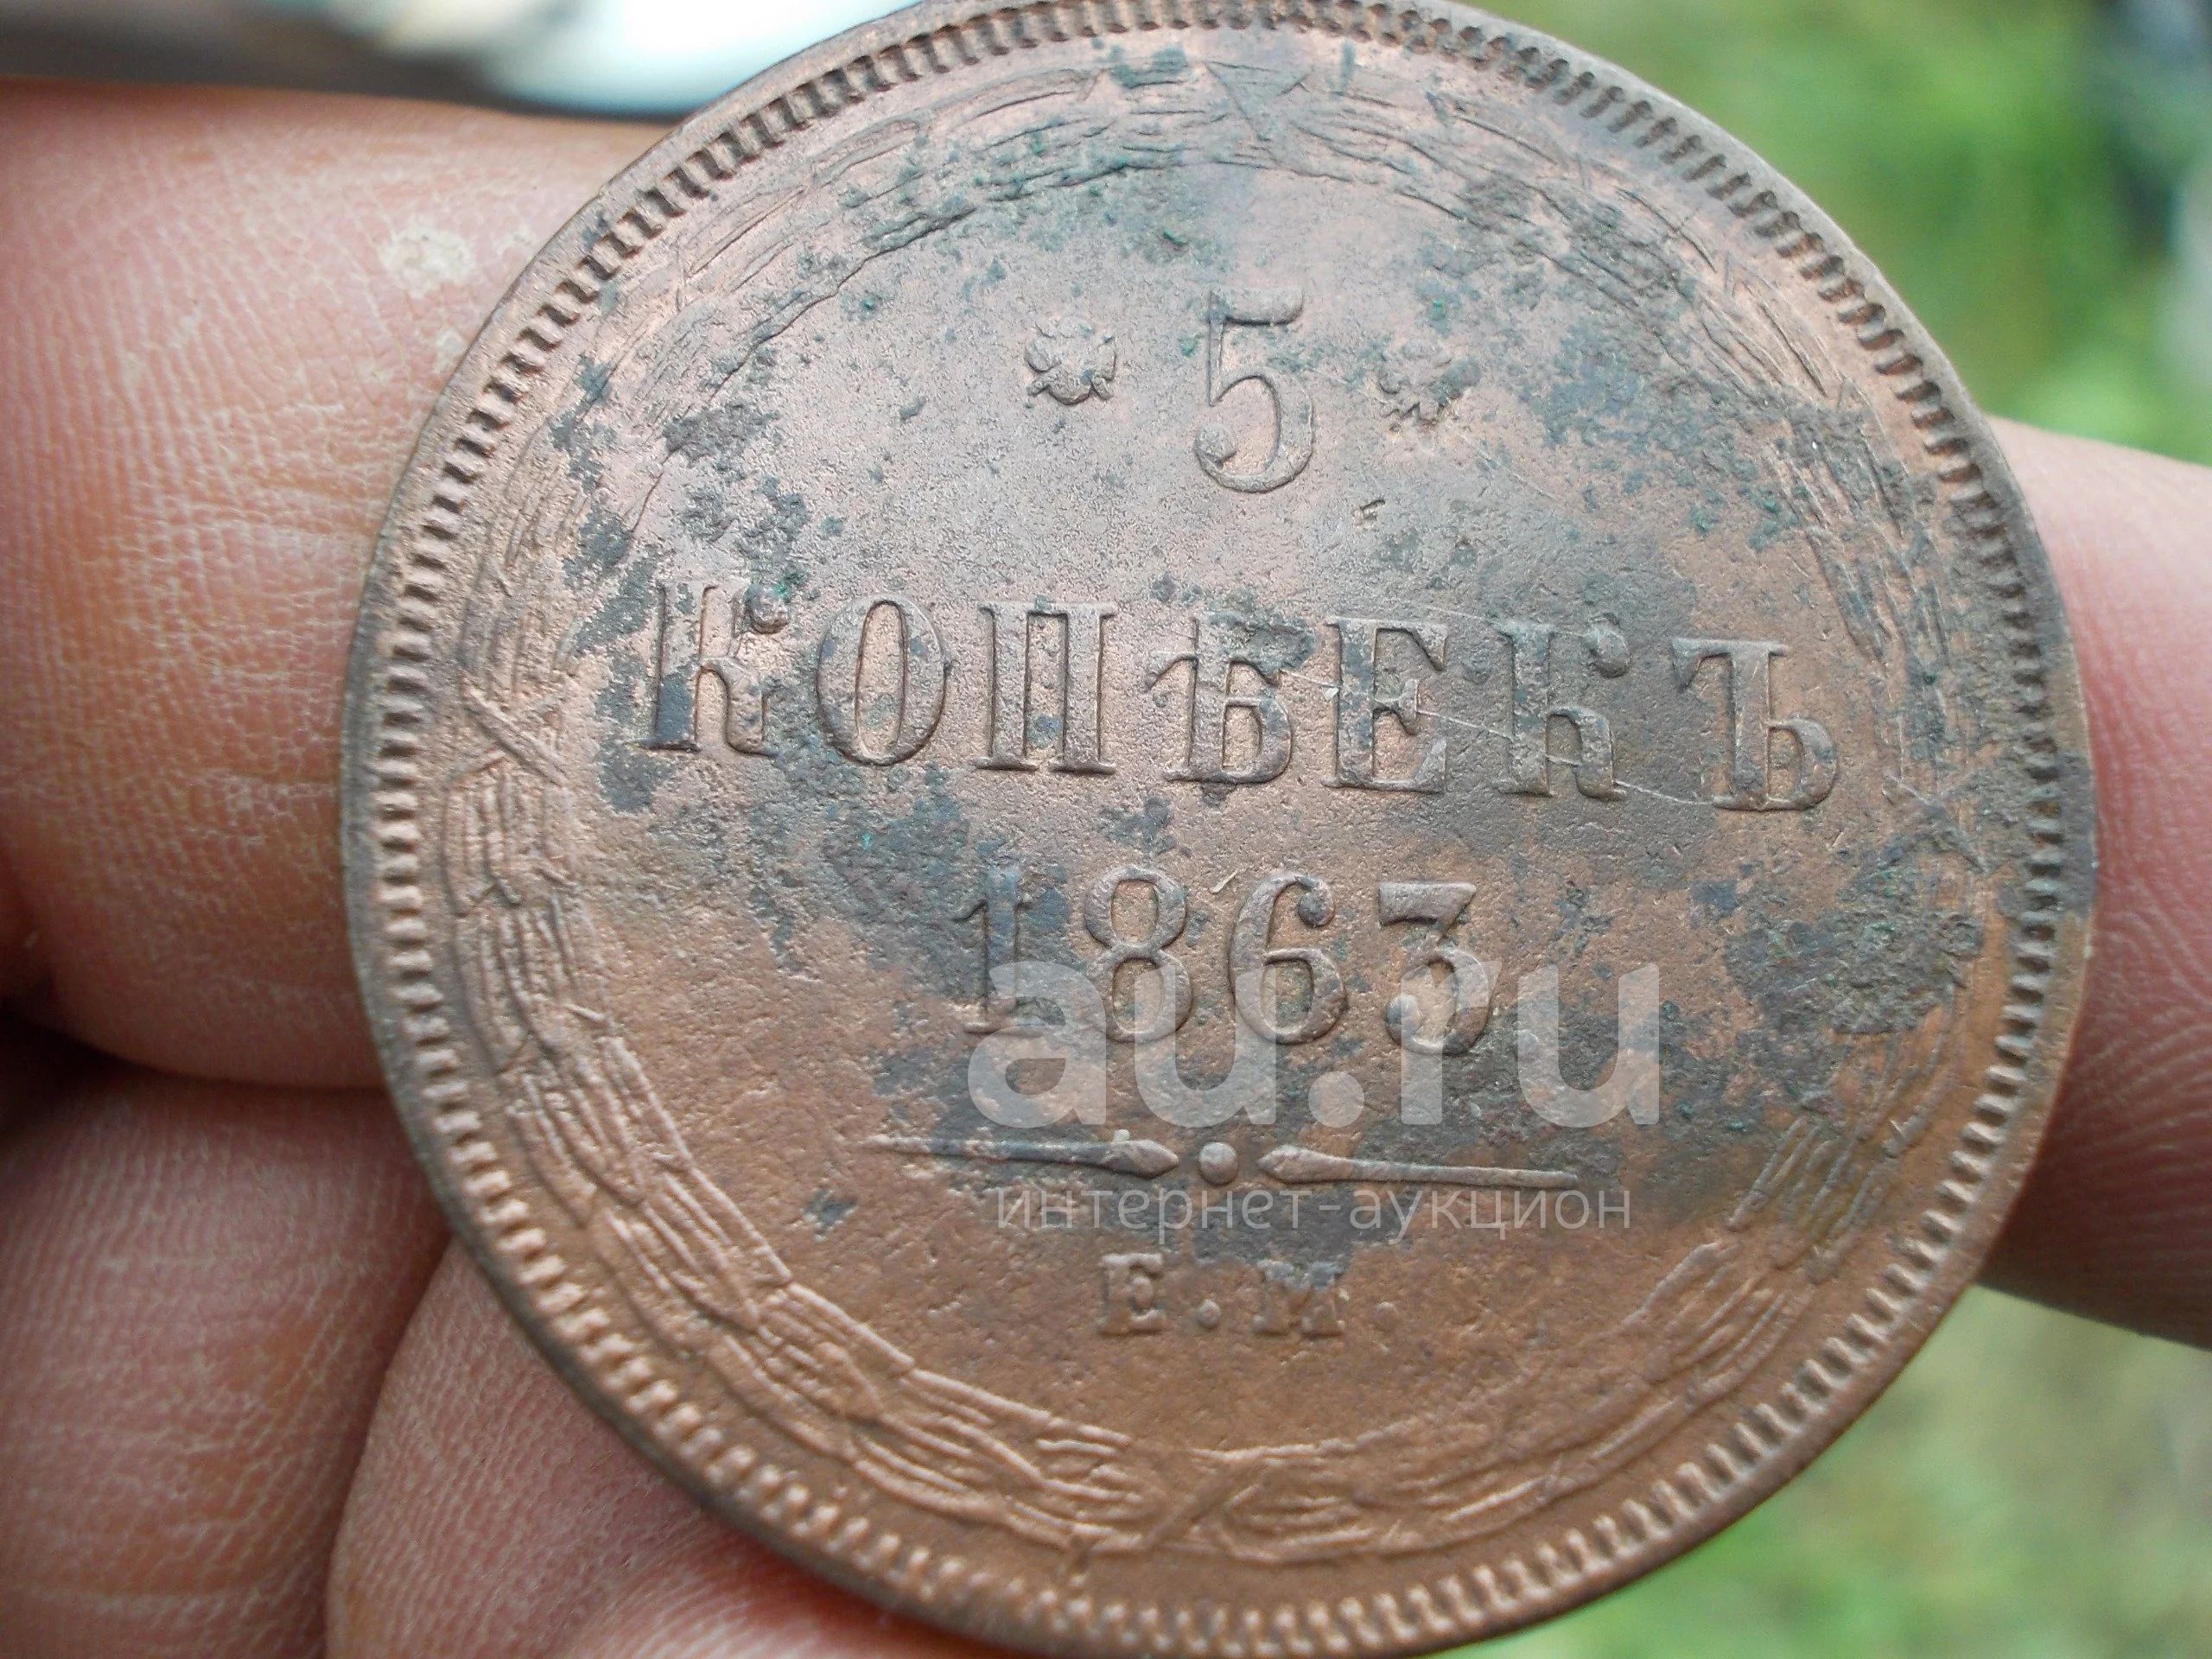 5
КОПѢЕКЪ
1863
au.ru
интернет-аукцион
Е.М.